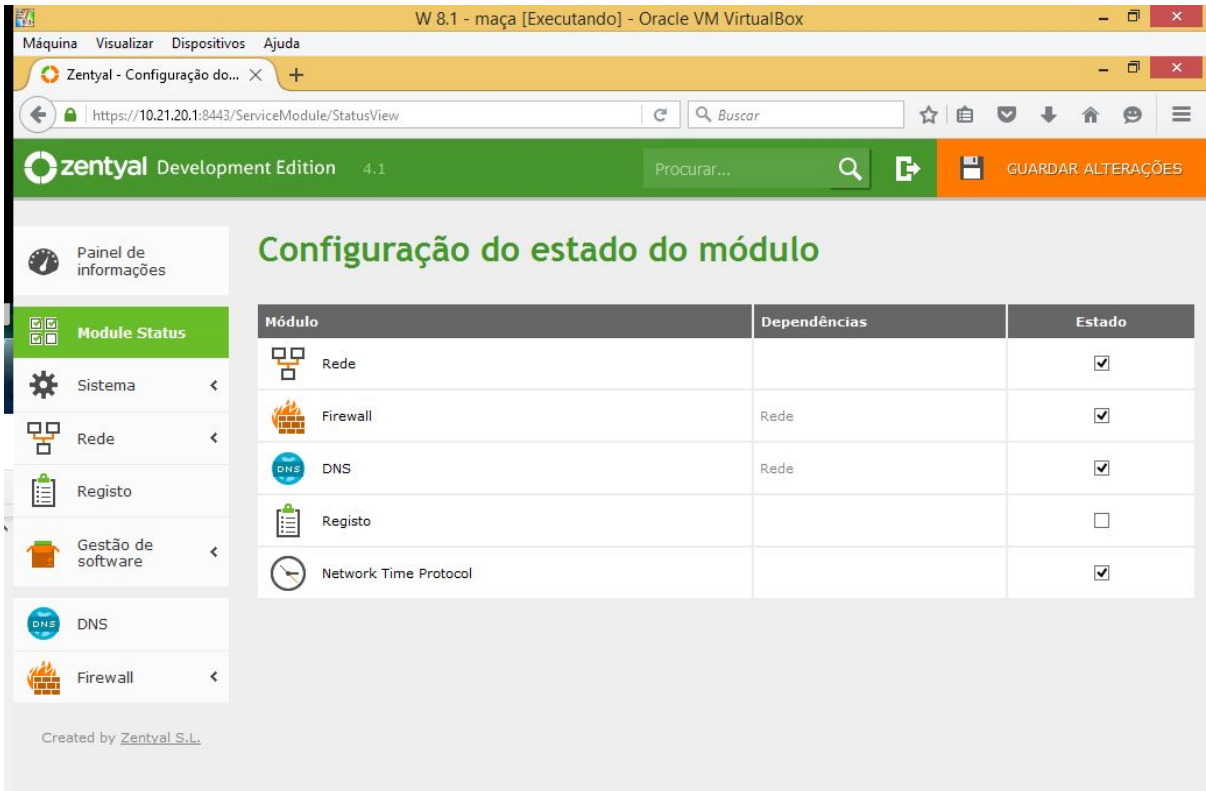 W 8.1 - maça [Executando] - Oracle VM VirtualBox
Máquina Visualizar Dispositivos Ajuda
Zentyal - Configuração do...
https://10.21.20.1:8443/ServiceModule/StatusView
Buscar
zentyal Development Edition 4.1
Procurar...
GUARDAR ALTERAÇÕES
Painel de
informações
Module Status
Sistema
Rede
Registo
Gestão de
software
DNS
Firewall
Created by Zentyal S.L.
Configuração do estado do módulo
Módulo Dependências Estado
Rede
Firewall Rede
DNS DNS Rede
Registo
Network Time Protocol